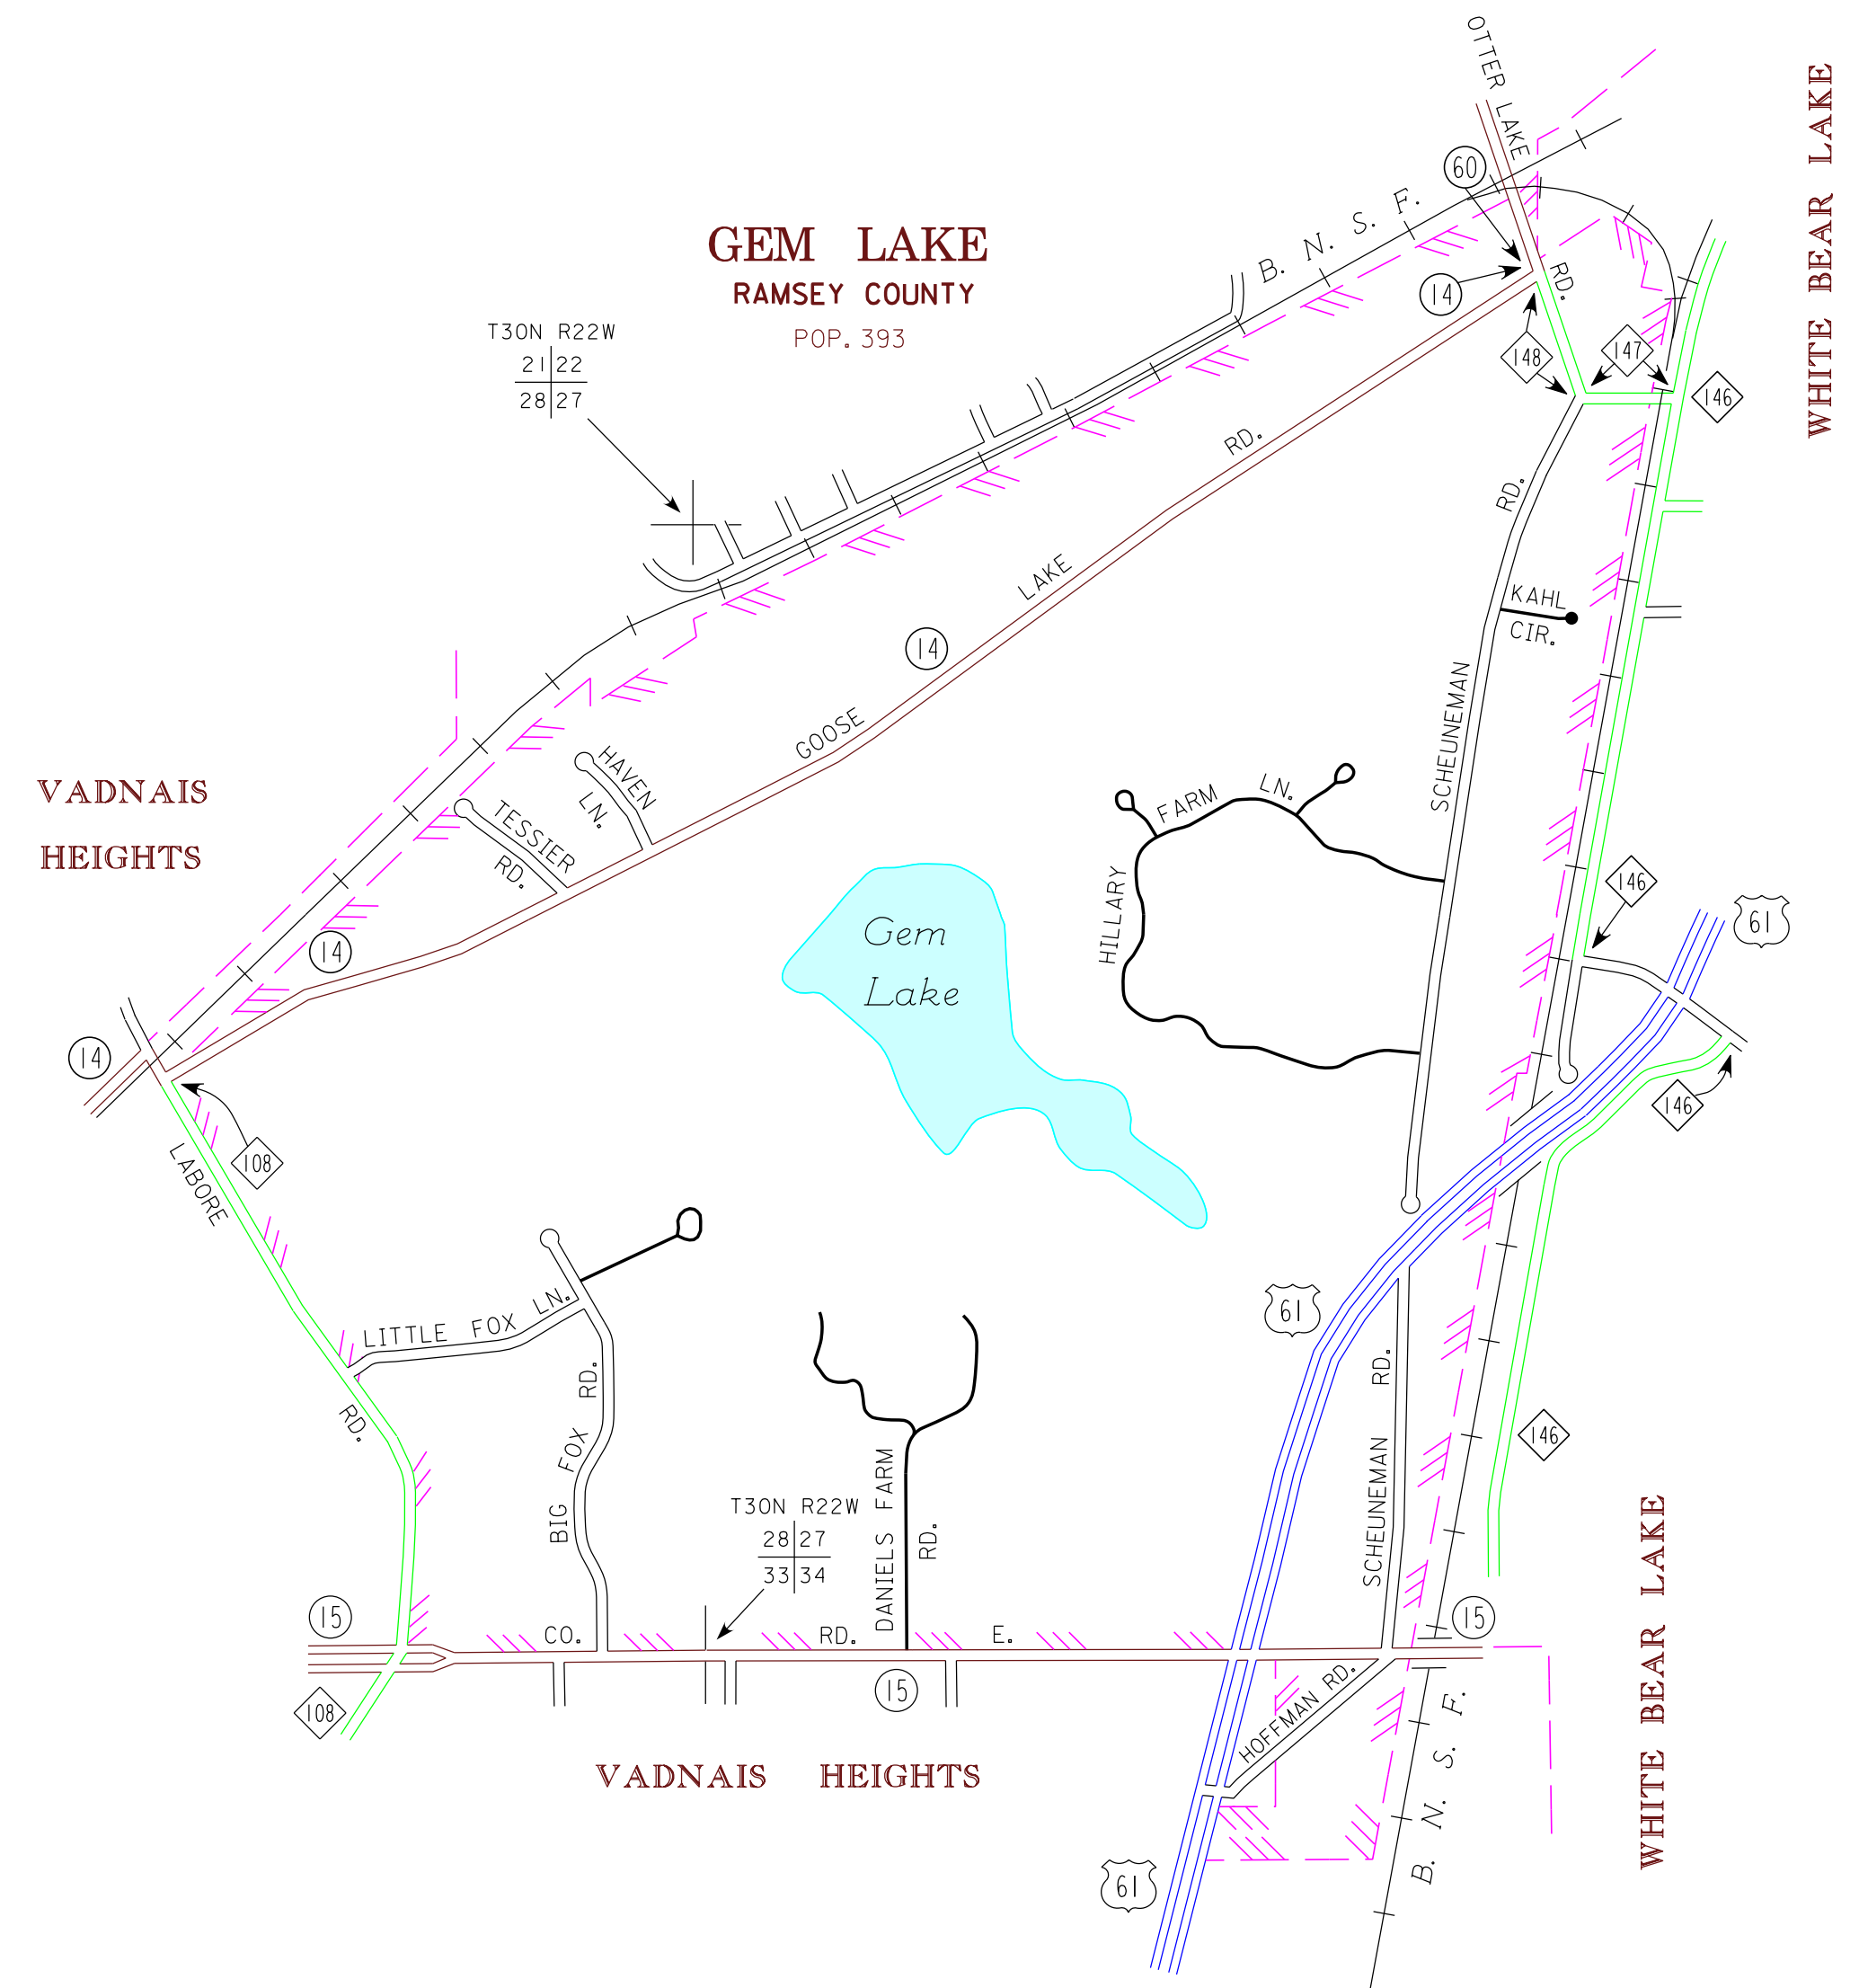 OTTER LAKE RD.
WHITE BEAR LAKE
60
GEM LAKE
RAMSEY COUNTY
POP. 393
B. N. S. F.
14
T30N R22W
21 22
28 27
148
147
146
RD.
LAKE
GOOSE
14
RD.
SCHEUNEMAN
KAHL
CIR.
VADNAIS
HEIGHTS
HAVEN
LN.
TESSIER
RD.
FARM LN.
HILLARY
146
61
Gem
Lake
14
14
146
108
LABORE
RD.
LITTLE FOX LN.
61
BIG FOX RD.
RD.
SCHEUNEMAN
146
T30N R22W
28 27
33 34
DANIELS FARM
RD.
WHITE BEAR LAKE
15
CO. RD. E.
15
15
108
HOFFMAN RD.
VADNAIS HEIGHTS
B. N. S. F.
61